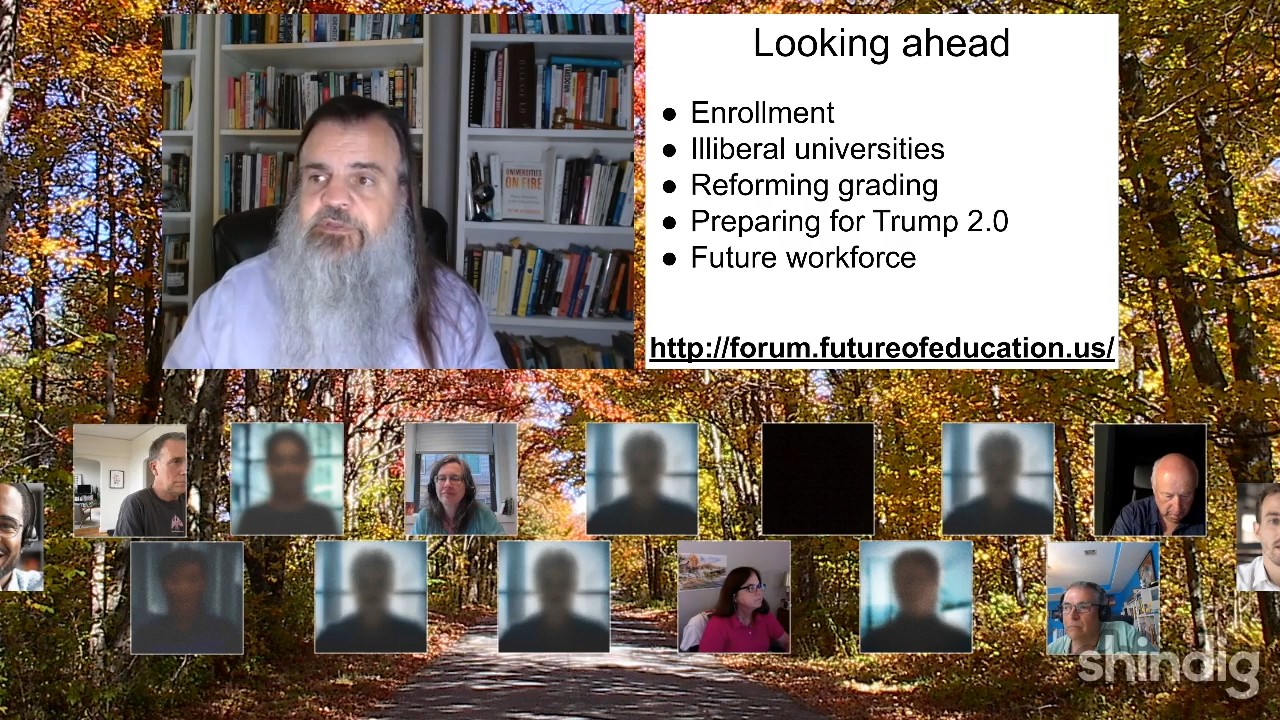 Looking ahead
● Enrollment
● Illiberal universities
● Reforming grading
● Preparing for Trump 2.0
● Future workforce
http://forum.futureofeducation.us/
UNIVERSITIES
ON FIRE
shindig